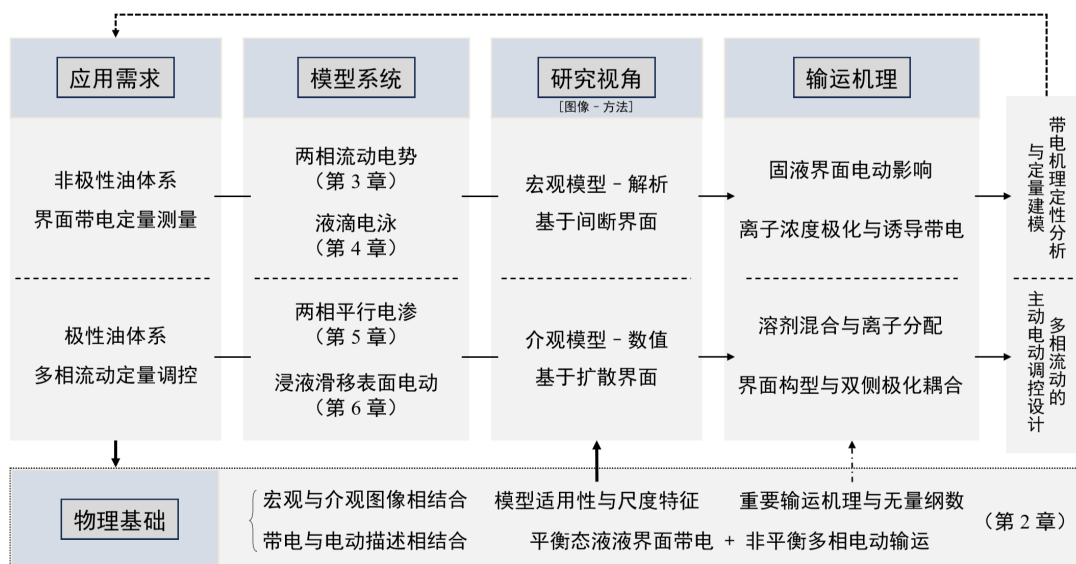 应用需求
模型系统
研究视角
[图像 - 方法]
输运机理
非极性油体系
界面带电定量测量
两相流动电势
(第 3 章)
液滴电泳
(第 4 章)
宏观模型 - 解析
基于间断界面
固液界面电动影响
离子浓度极化与诱导带电
带电机理定性分析
与定量建模
极性油体系
多相流动定量调控
两相平行电渗
(第 5 章)
浸液滑移表面电动
(第 6 章)
介观模型 - 数值
基于扩散界面
溶剂混合与离子分配
界面构型与双侧极化耦合
多相流动的
主动电动调控设计
物理基础
宏观与介观图像相结合
模型适用性与尺度特征
重要输运机理与无量纲数
带电与电动描述相结合
平衡态液液界面带电 + 非平衡多相电动输运
(第 2 章)